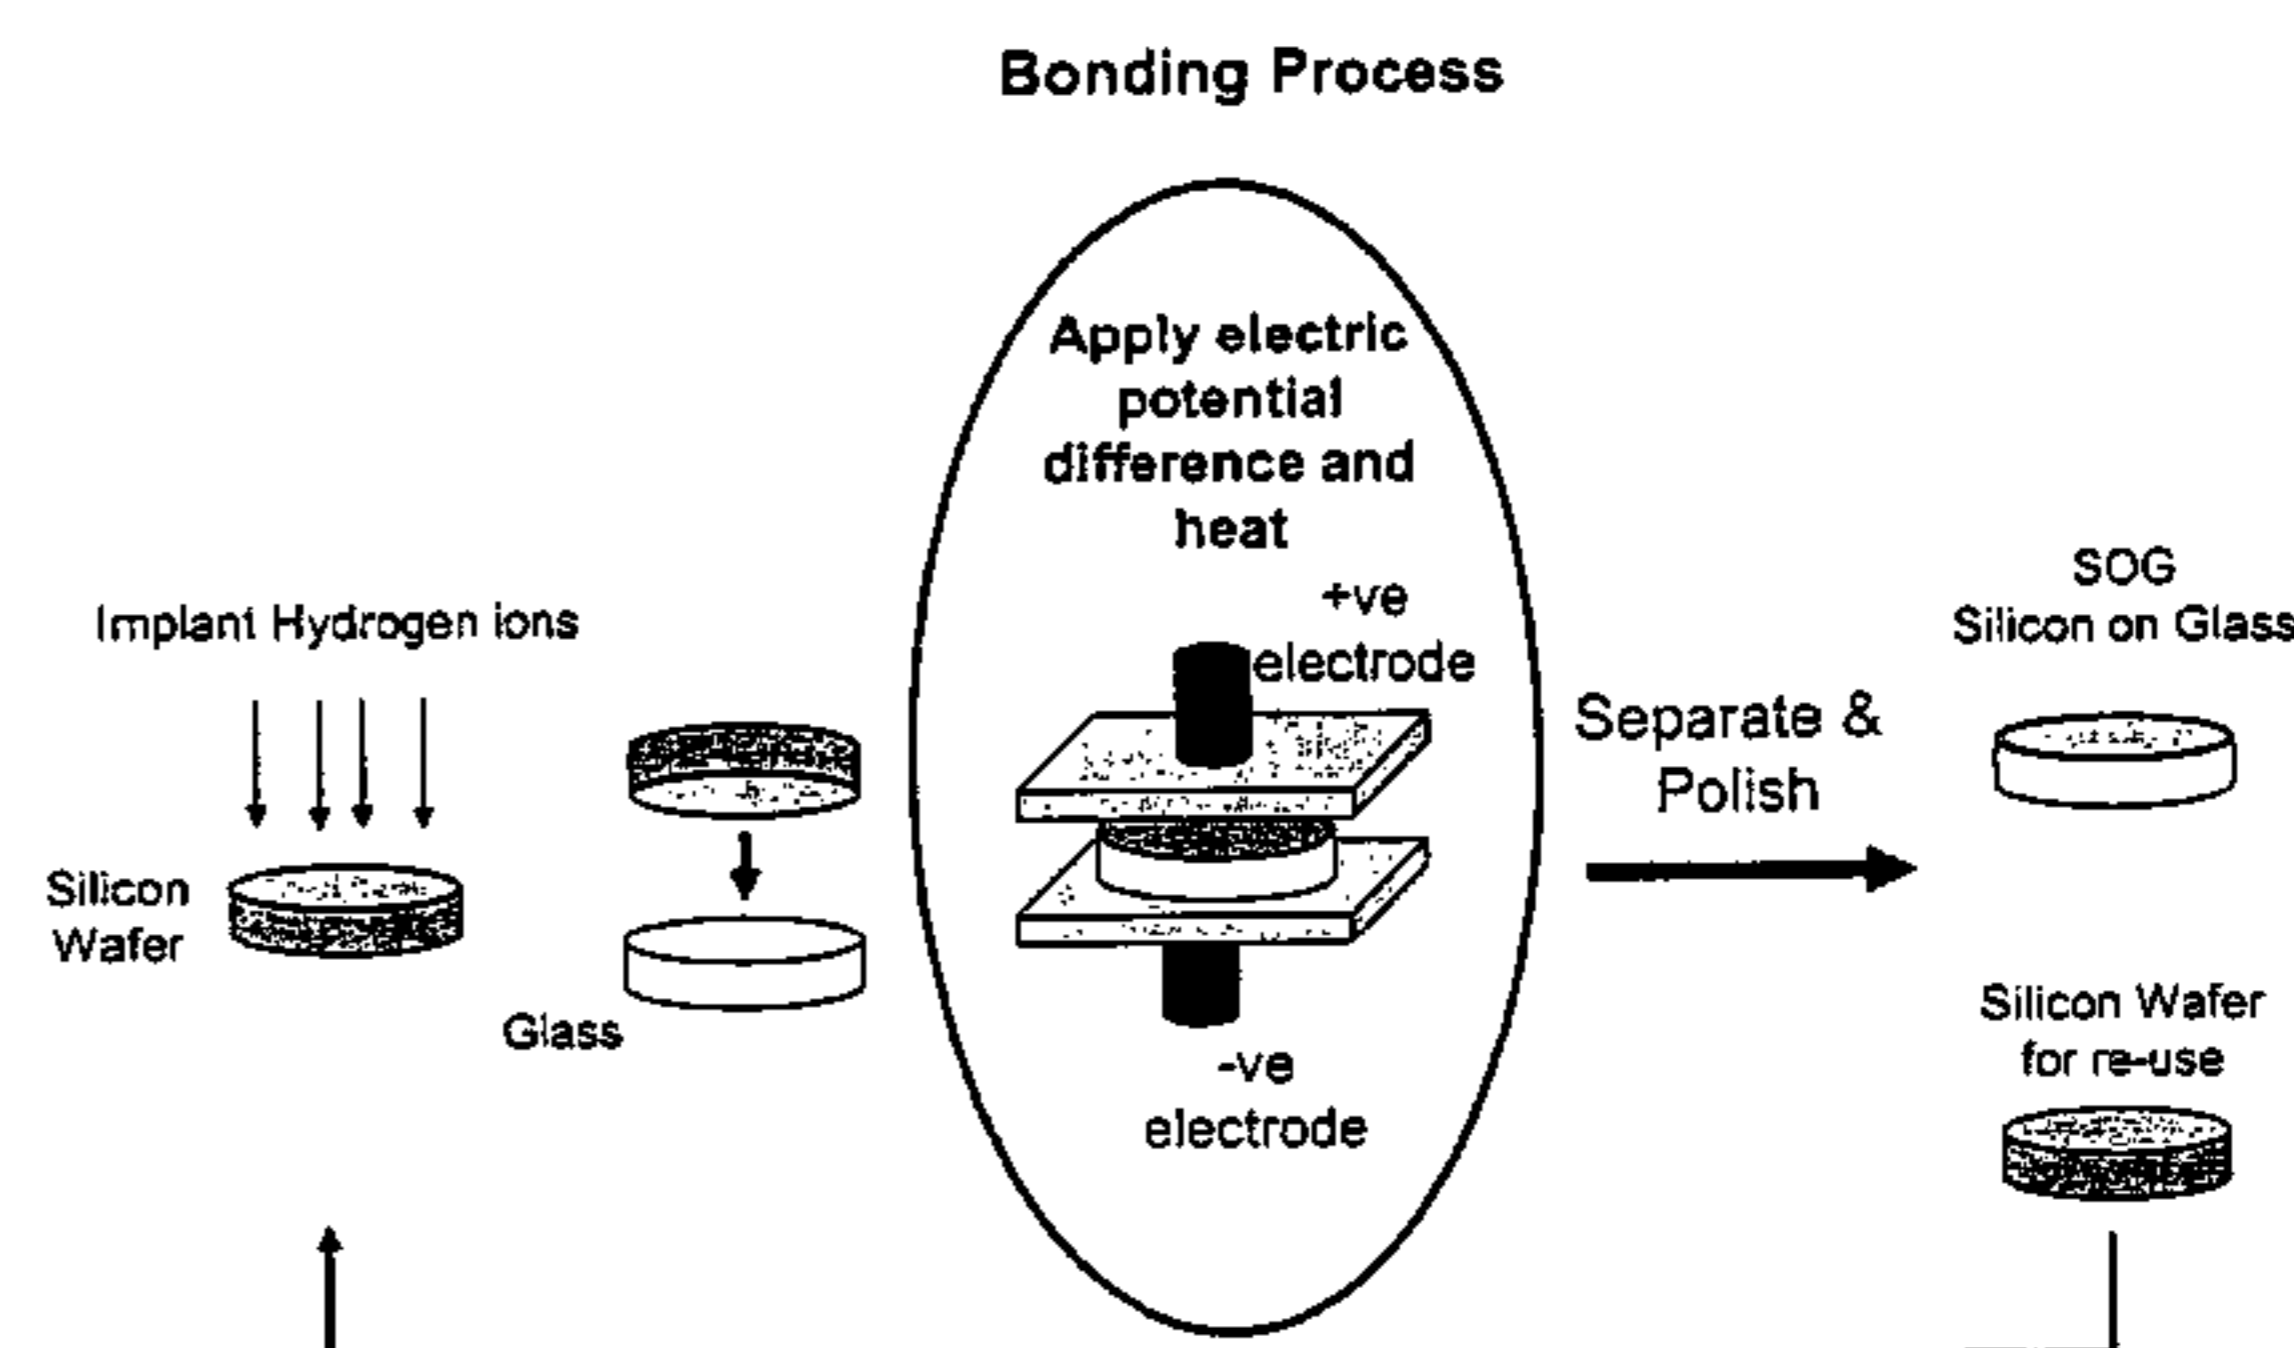 Bonding Process
Apply electric
potential
difference and
heat
+ve
electrode
-ve
electrode
Implant Hydrogen ions
Silicon
Wafer
Glass
Separate &
Polish
SOG
Silicon on Glass
Silicon Wafer
for re-use